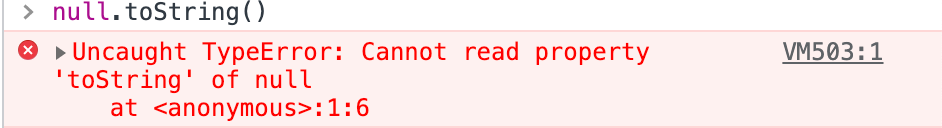 > null.toString()
Uncaught TypeError: Cannot read property VM503:1
'toString' of null
at <anonymous>:1:6